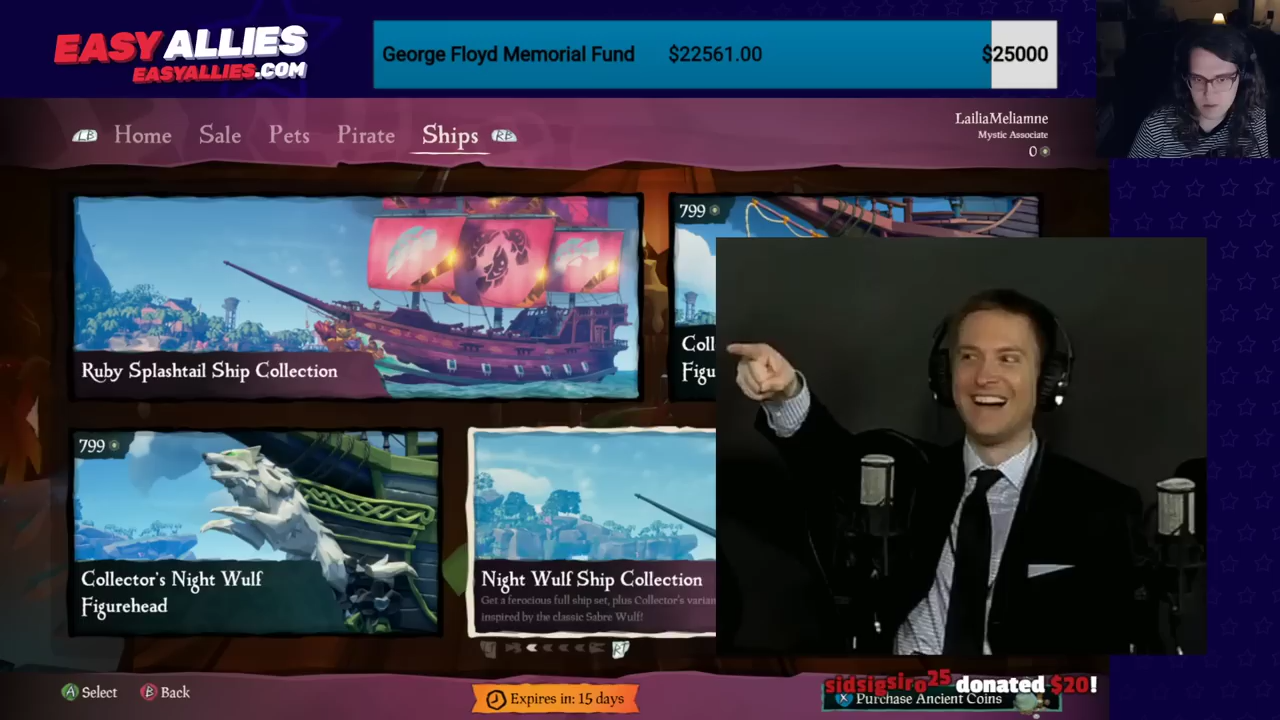 EASY ALLIES
EASYALLIES.COM
George Floyd Memorial Fund $22561.00 $25000
LB Home Sale Pets Pirate Ships RB
LailiaMeliamne
Mystic Associate
0
799
Ruby Splashtail Ship Collection
Coll
Figu
799
Collector's Night Wulf
Figurehead
Night Wulf Ship Collection
Get a ferocious full ship set, plus Collector's varian
inspired by the classic Sabre Wulf!
RT
A Select B Back
Expires in: 15 days
sidsigsiro25 donated $20!
X Purchase Ancient Coins